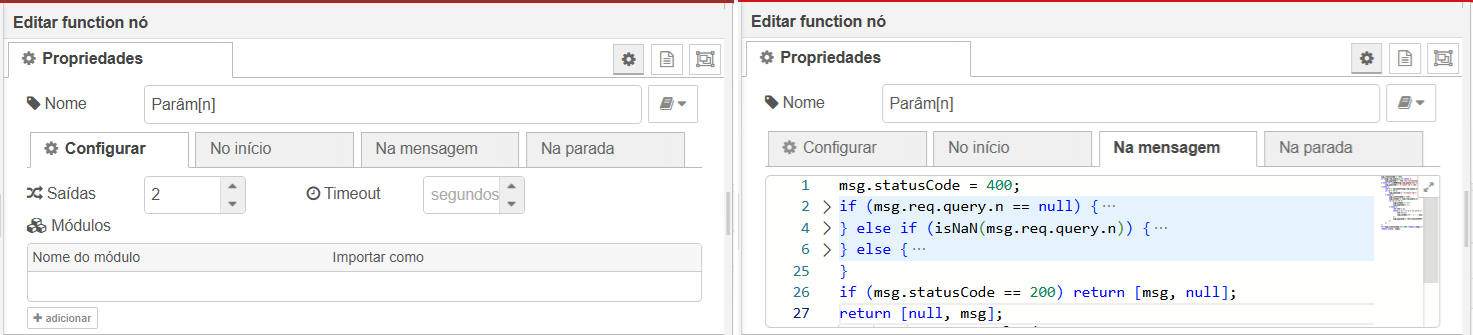 Editar function nó
Propriedades
Nome
Parâm[n]
Configurar
No início
Na mensagem
Na parada
Saídas
2
Timeout
segundos
Módulos
Nome do módulo
Importar como
adicionar
Editar function nó
Propriedades
Nome
Parâm[n]
Configurar
No início
Na mensagem
Na parada
1 msg.statusCode = 400;
2 if (msg.req.query.n == null) {···
4 } else if (isNaN(msg.req.query.n)) {···
6 } else {···
25 }
26 if (msg.statusCode == 200) return [msg, null];
27 return [null, msg];